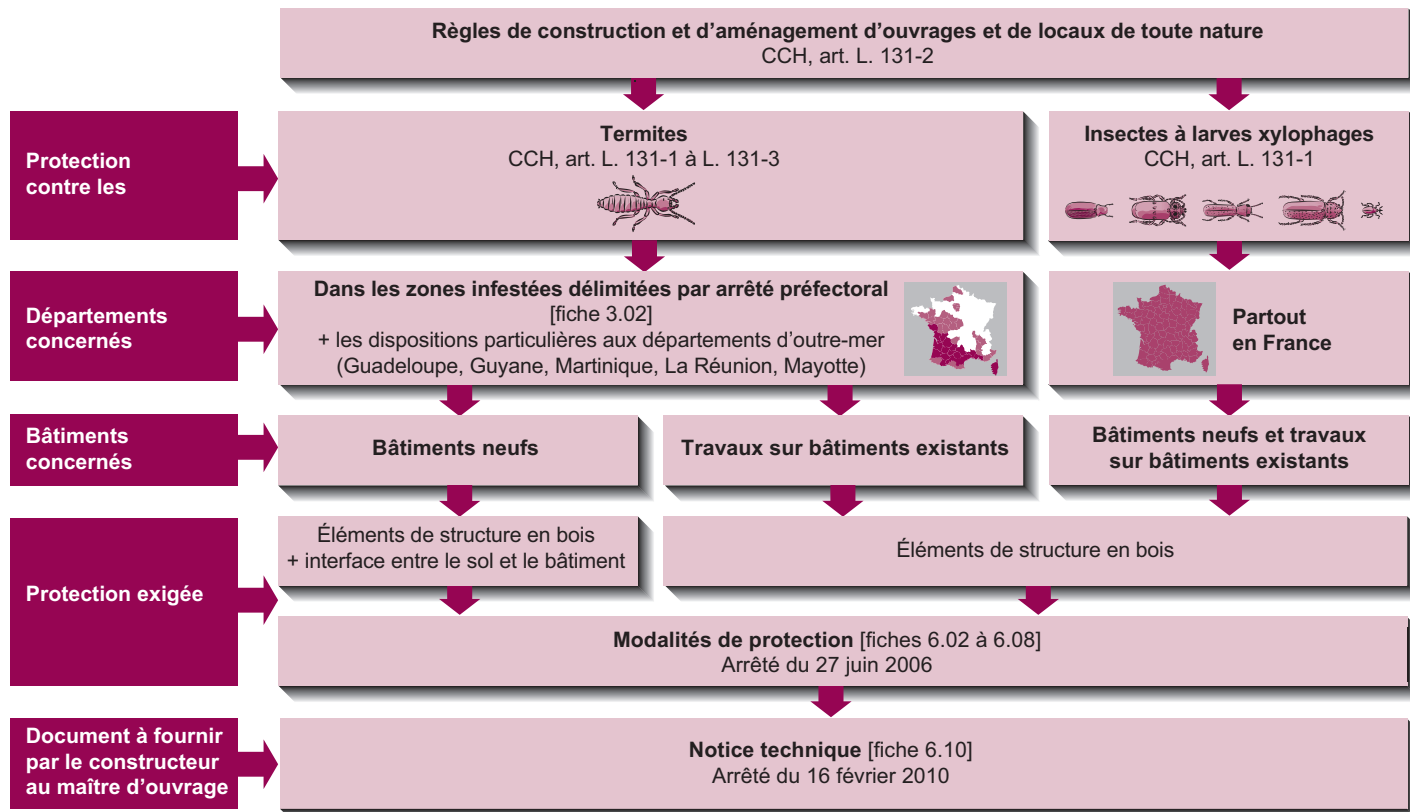 Règles de construction et d'aménagement d'ouvrages et de locaux de toute nature
CCH, art. L. 131-2
Protection
contre les
Termites
CCH, art. L. 131-1 à L. 131-3
Insectes à larves xylophages
CCH, art. L. 131-1
Départements
concernés
Dans les zones infestées délimitées par arrêté préfectoral
[fiche 3.02]
+ les dispositions particulières aux départements d'outre-mer
(Guadeloupe, Guyane, Martinique, La Réunion, Mayotte)
Partout
en France
Bâtiments
concernés
Bâtiments neufs
Travaux sur bâtiments existants
Bâtiments neufs et travaux
sur bâtiments existants
Protection exigée
Éléments de structure en bois
+ interface entre le sol et le bâtiment
Éléments de structure en bois
Modalités de protection [fiches 6.02 à 6.08]
Arrêté du 27 juin 2006
Document à fournir
par le constructeur
au maître d'ouvrage
Notice technique [fiche 6.10]
Arrêté du 16 février 2010